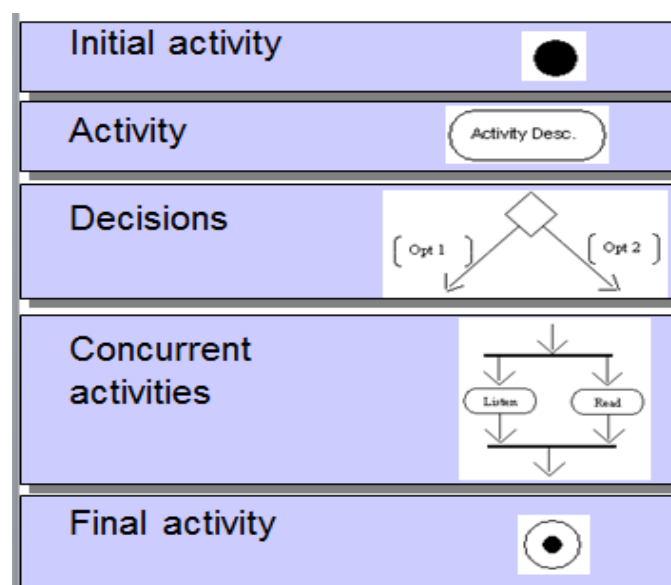 Initial activity
Activity
Activity Desc.
Decisions
[ Opt 1 ]
[ Opt 2 ]
Concurrent
activities
Listen
Read
Final activity